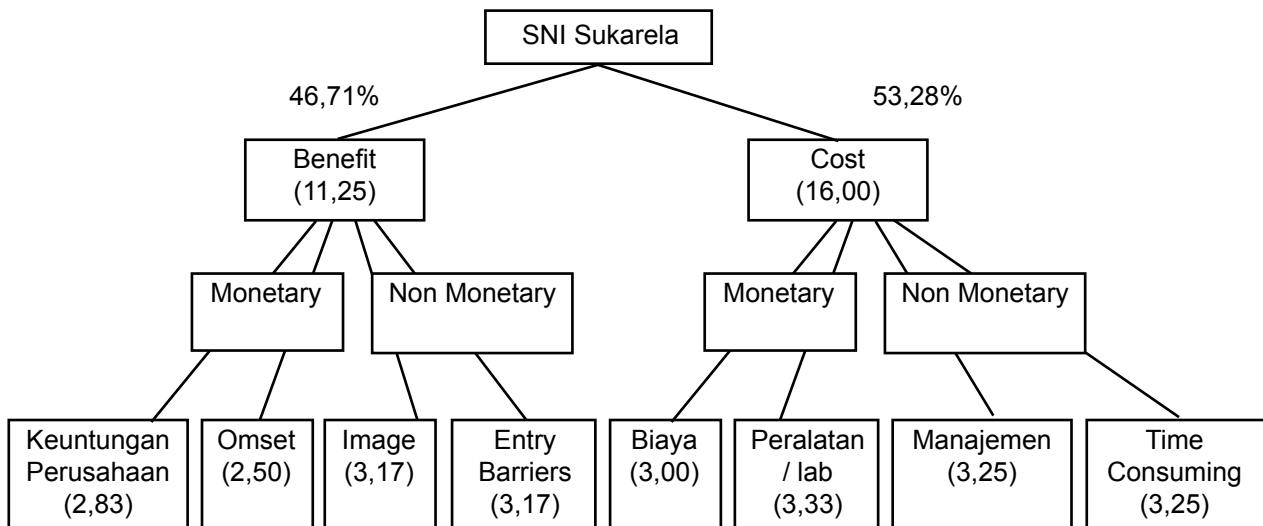 SNI Sukarela
46,71%
53,28%
Benefit
(11,25)
Cost
(16,00)
Monetary
Non Monetary
Monetary
Non Monetary
Keuntungan
Perusahaan
(2,83)
Omset
(2,50)
Image
(3,17)
Entry
Barriers
(3,17)
Biaya
(3,00)
Peralatan
/ lab
(3,33)
Manajemen
(3,25)
Time
Consuming
(3,25)